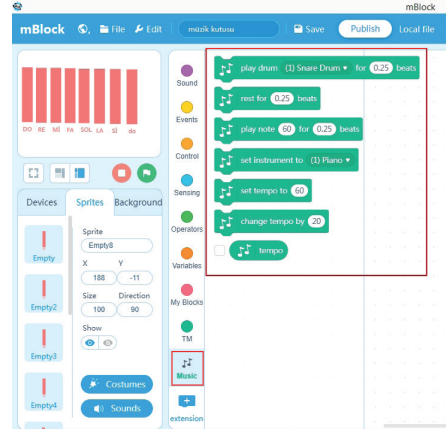 mBlock
mBlock File Edit müzik kutusu Save Publish Local file
play drum (1) Snare Drum for 0.25 beats
rest for 0.25 beats
play note 60 for 0.25 beats
set instrument to (1) Piano
set tempo to 60
change tempo by 20
tempo
DO RE Mİ FA SOL LA Sİ do
Devices Sprites Background
Sprite
Empty8
X Y
188 -11
Size Direction
100 90
Show
Costumes
Sounds
Empty
Empty2
Empty3
Empty4
Sound
Events
Control
Sensing
Operators
Variables
My Blocks
TM
Music
extension